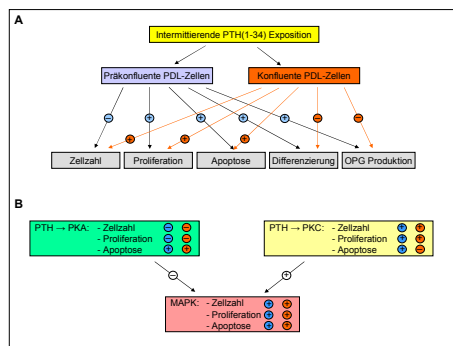 A
Intermittierende PTH(1-34) Exposition
Präkonfluente PDL-Zellen Konfluente PDL-Zellen
− + + + + − −
+ + +
Zellzahl Proliferation Apoptose Differenzierung OPG Produktion
B
PTH → PKA: - Zellzahl − −
- Proliferation − −
- Apoptose + −
PTH → PKC: - Zellzahl + +
- Proliferation + +
- Apoptose + −
− +
MAPK: - Zellzahl + +
- Proliferation + +
- Apoptose + +